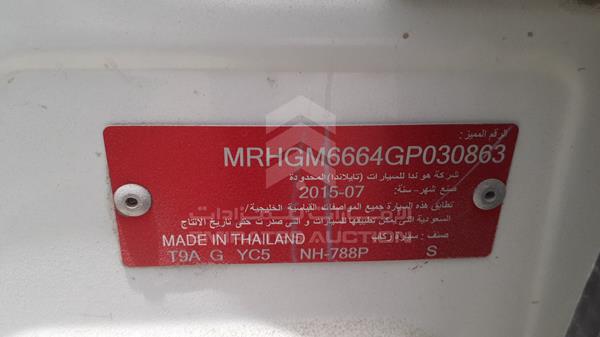 الرقم المميز :
MRHGM6664GP030863
شركة هوندا للسيارات (تايلاندا) المحدودة
صنع شهر- سنة: 2015-07
تطابق هذه السيارة جميع المواصفات القياسية الخليجية/
السعودية التي يمكن تطبيقها للسيارات و التي صدرت حتى تاريخ الانتاج
صنف : سيارة ركاب MADE IN THAILAND
T9A G YC5 NH-788P S
AUCTION